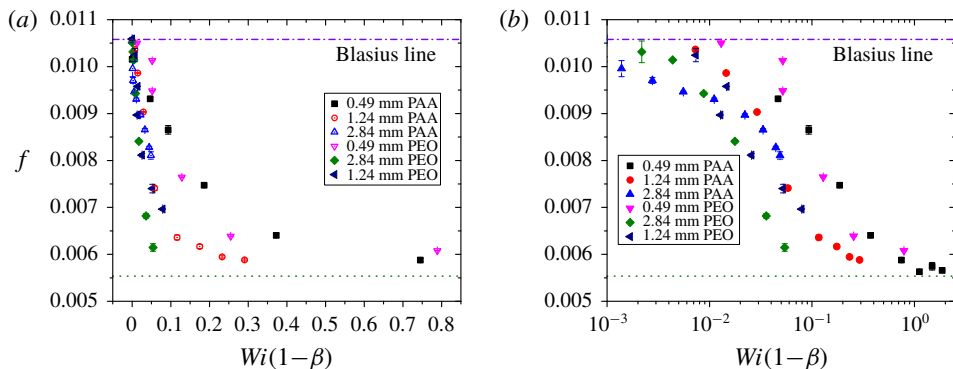 (a)
0.011
0.010
0.009
0.008
0.007
0.006
0.005
f
Blasius line
0.49 mm PAA
1.24 mm PAA
2.84 mm PAA
0.49 mm PEO
2.84 mm PEO
1.24 mm PEO
0 0.1 0.2 0.3 0.4 0.5 0.6 0.7 0.8
Wi(1−β)
(b)
0.011
0.010
0.009
0.008
0.007
0.006
0.005
Blasius line
0.49 mm PAA
1.24 mm PAA
2.84 mm PAA
0.49 mm PEO
2.84 mm PEO
1.24 mm PEO
10⁻³ 10⁻² 10⁻¹ 10⁰
Wi(1−β)